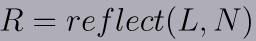 R = reflect(L, N)